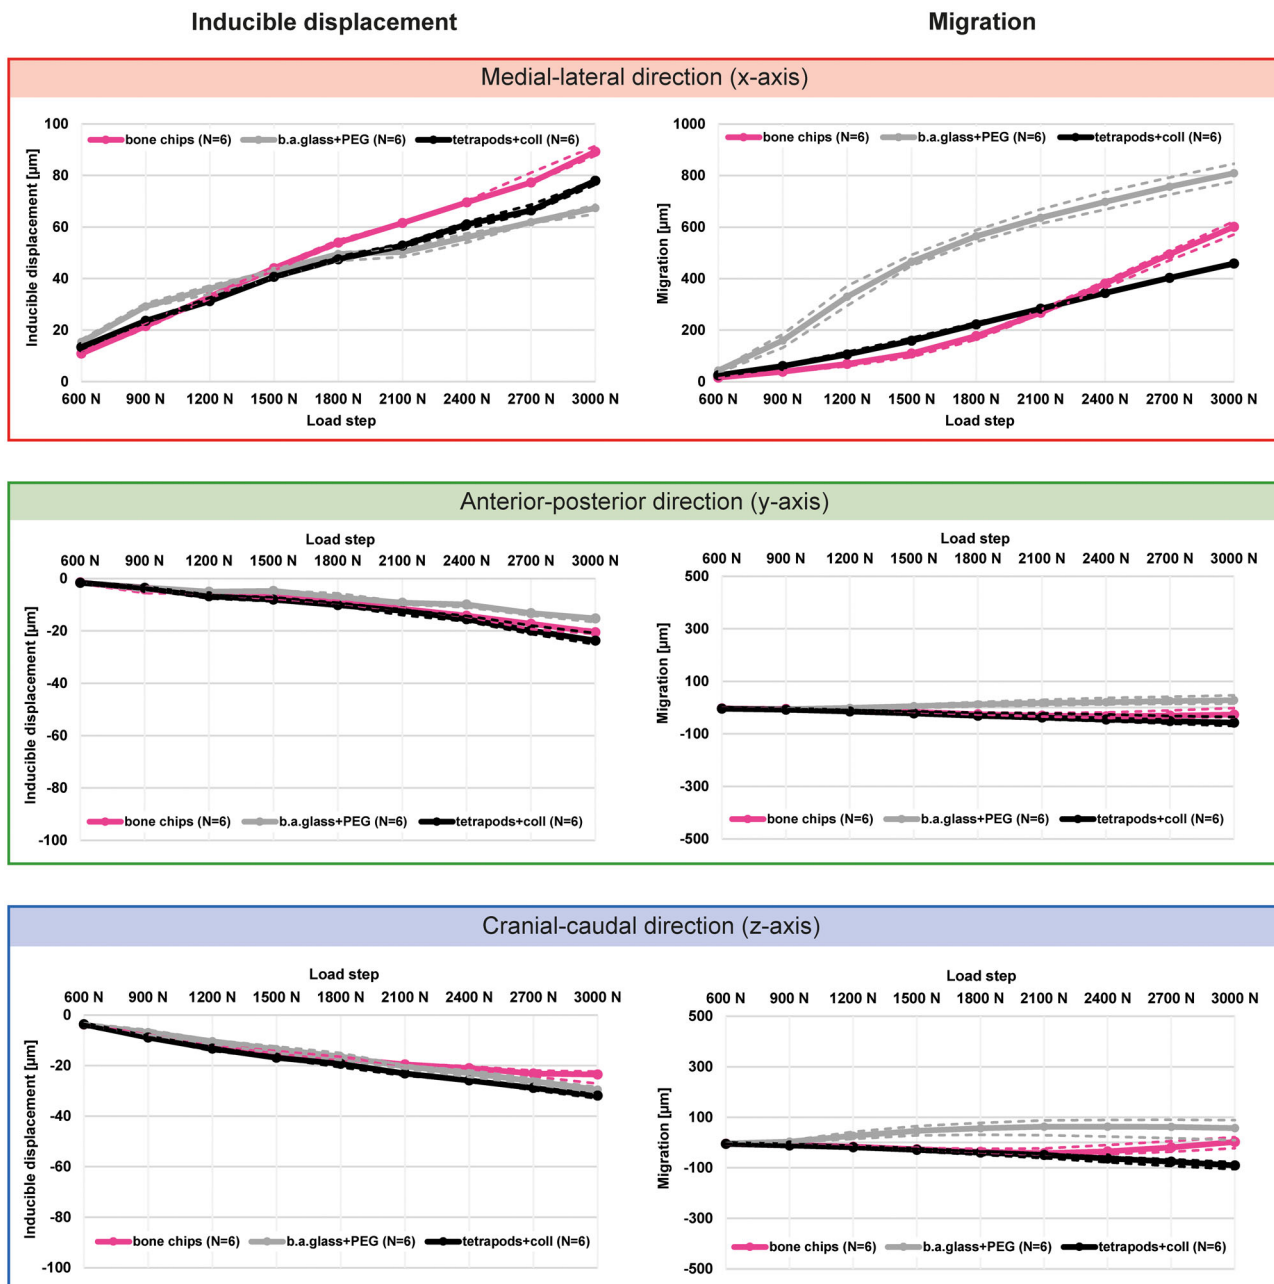 Inducible displacement
Migration
Medial-lateral direction (x-axis)
100
80
60
40
20
0
Inducible displacement [µm]
bone chips (N=6)
b.a.glass+PEG (N=6)
tetrapods+coll (N=6)
600 N 900 N 1200 N 1500 N 1800 N 2100 N 2400 N 2700 N 3000 N
Load step
1000
800
600
400
200
0
Migration [µm]
bone chips (N=6)
b.a.glass+PEG (N=6)
tetrapods+coll (N=6)
600 N 900 N 1200 N 1500 N 1800 N 2100 N 2400 N 2700 N 3000 N
Load step
Anterior-posterior direction (y-axis)
Load step
600 N 900 N 1200 N 1500 N 1800 N 2100 N 2400 N 2700 N 3000 N
0
-20
-40
-60
-80
-100
Inducible displacement [µm]
bone chips (N=6)
b.a.glass+PEG (N=6)
tetrapods+coll (N=6)
Load step
600 N 900 N 1200 N 1500 N 1800 N 2100 N 2400 N 2700 N 3000 N
500
300
100
-100
-300
-500
Migration [µm]
bone chips (N=6)
b.a.glass+PEG (N=6)
tetrapods+coll (N=6)
Cranial-caudal direction (z-axis)
Load step
600 N 900 N 1200 N 1500 N 1800 N 2100 N 2400 N 2700 N 3000 N
0
-20
-40
-60
-80
-100
Inducible displacement [µm]
bone chips (N=6)
b.a.glass+PEG (N=6)
tetrapods+coll (N=6)
Load step
600 N 900 N 1200 N 1500 N 1800 N 2100 N 2400 N 2700 N 3000 N
500
300
100
-100
-300
-500
Migration [µm]
bone chips (N=6)
b.a.glass+PEG (N=6)
tetrapods+coll (N=6)